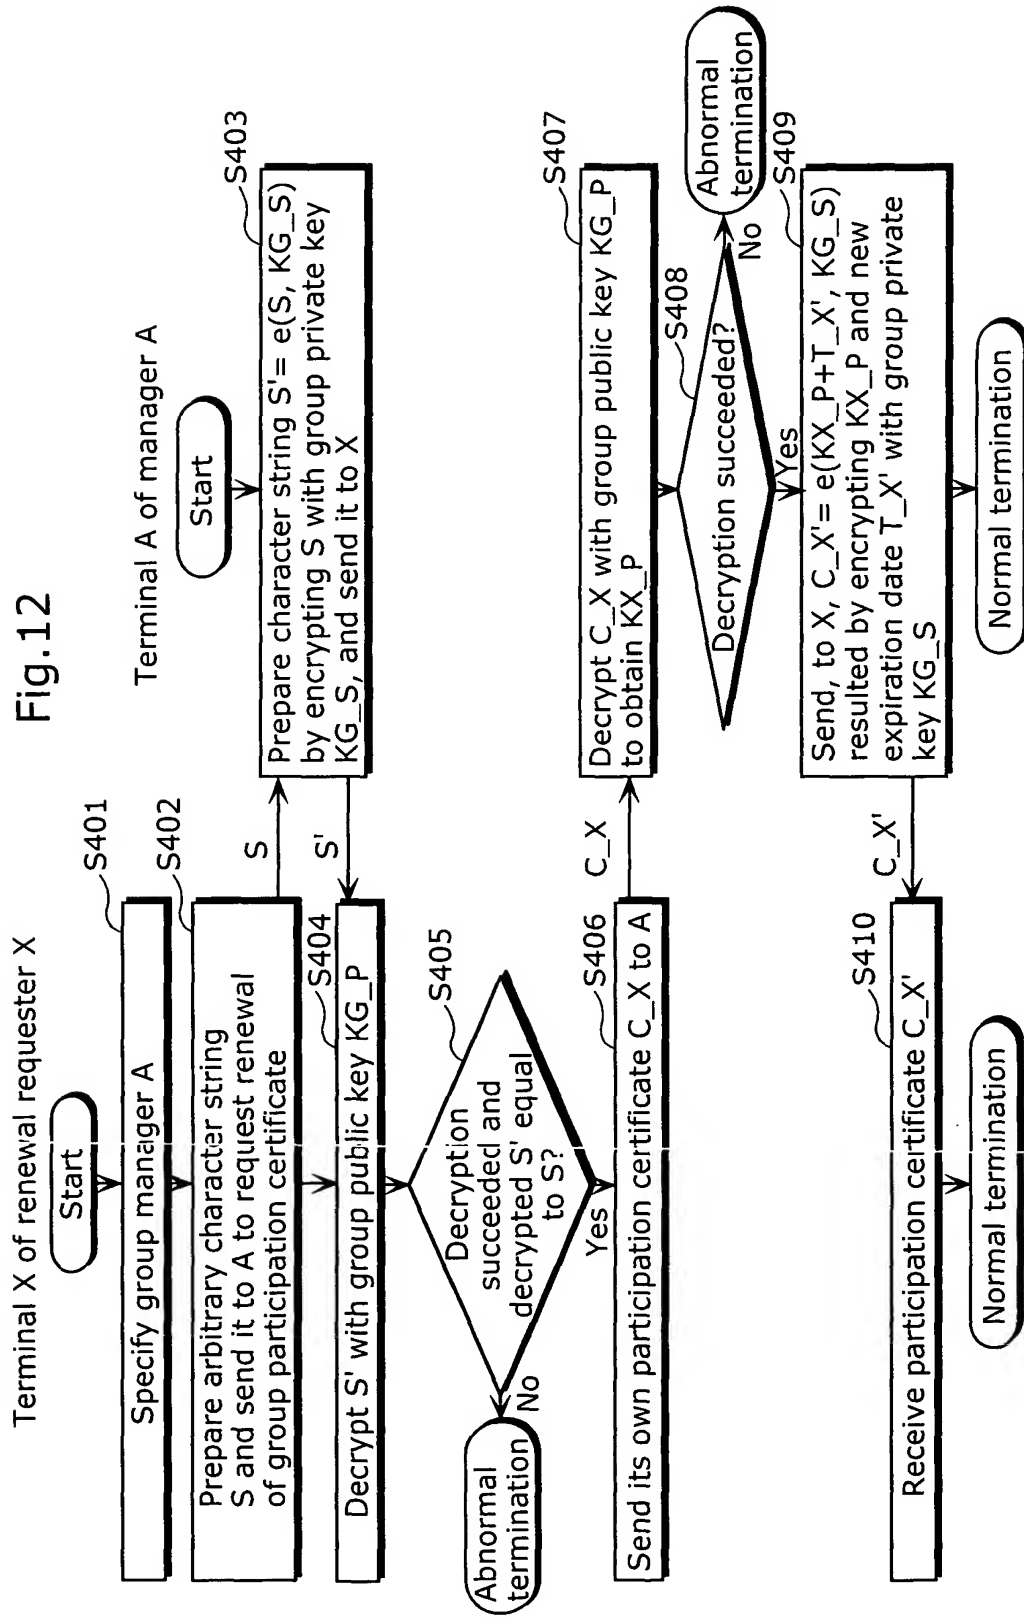 Fig.12
Terminal X of renewal requester X
Start
S401
Specify group manager A
S402
Prepare arbitrary character string
S and send it to A to request renewal
of group participation certificate
S
Terminal A of manager A
Start
S403
Prepare character string S'= e(S, KG_S)
by encrypting S with group private key
KG_S, and send it to X
S'
S404
Decrypt S' with group public key KG_P
S405
Decryption
succeeded and
decrypted S' equal
to S?
No
Abnormal
termination
Yes
S406
Send its own participation certificate C_X to A
C_X
S407
Decrypt C_X with group public key KG_P
to obtain KX_P
S408
Decryption succeeded?
No
Abnormal
termination
Yes
S409
Send, to X, C_X'= e(KX_P+T_X', KG_S)
resulted by encrypting KX_P and new
expiration date T_X' with group private
key KG_S
Normal termination
C_X'
S410
Receive participation certificate C_X'
Normal termination